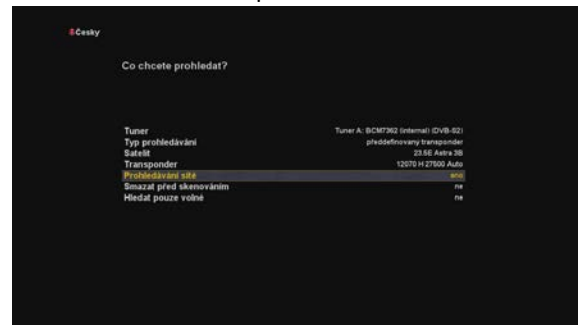 Česky
Co chcete prohledat?
Tuner Tuner A: BCM7362 (internal) (DVB-S2)
Typ prohledávání předdefinovaný transponder
Satelit 23.5E Astra 3B
Transponder 12070 H 27500 Auto
Prohledávání sítě ano
Smazat před skenováním ne
Hledat pouze volné ne